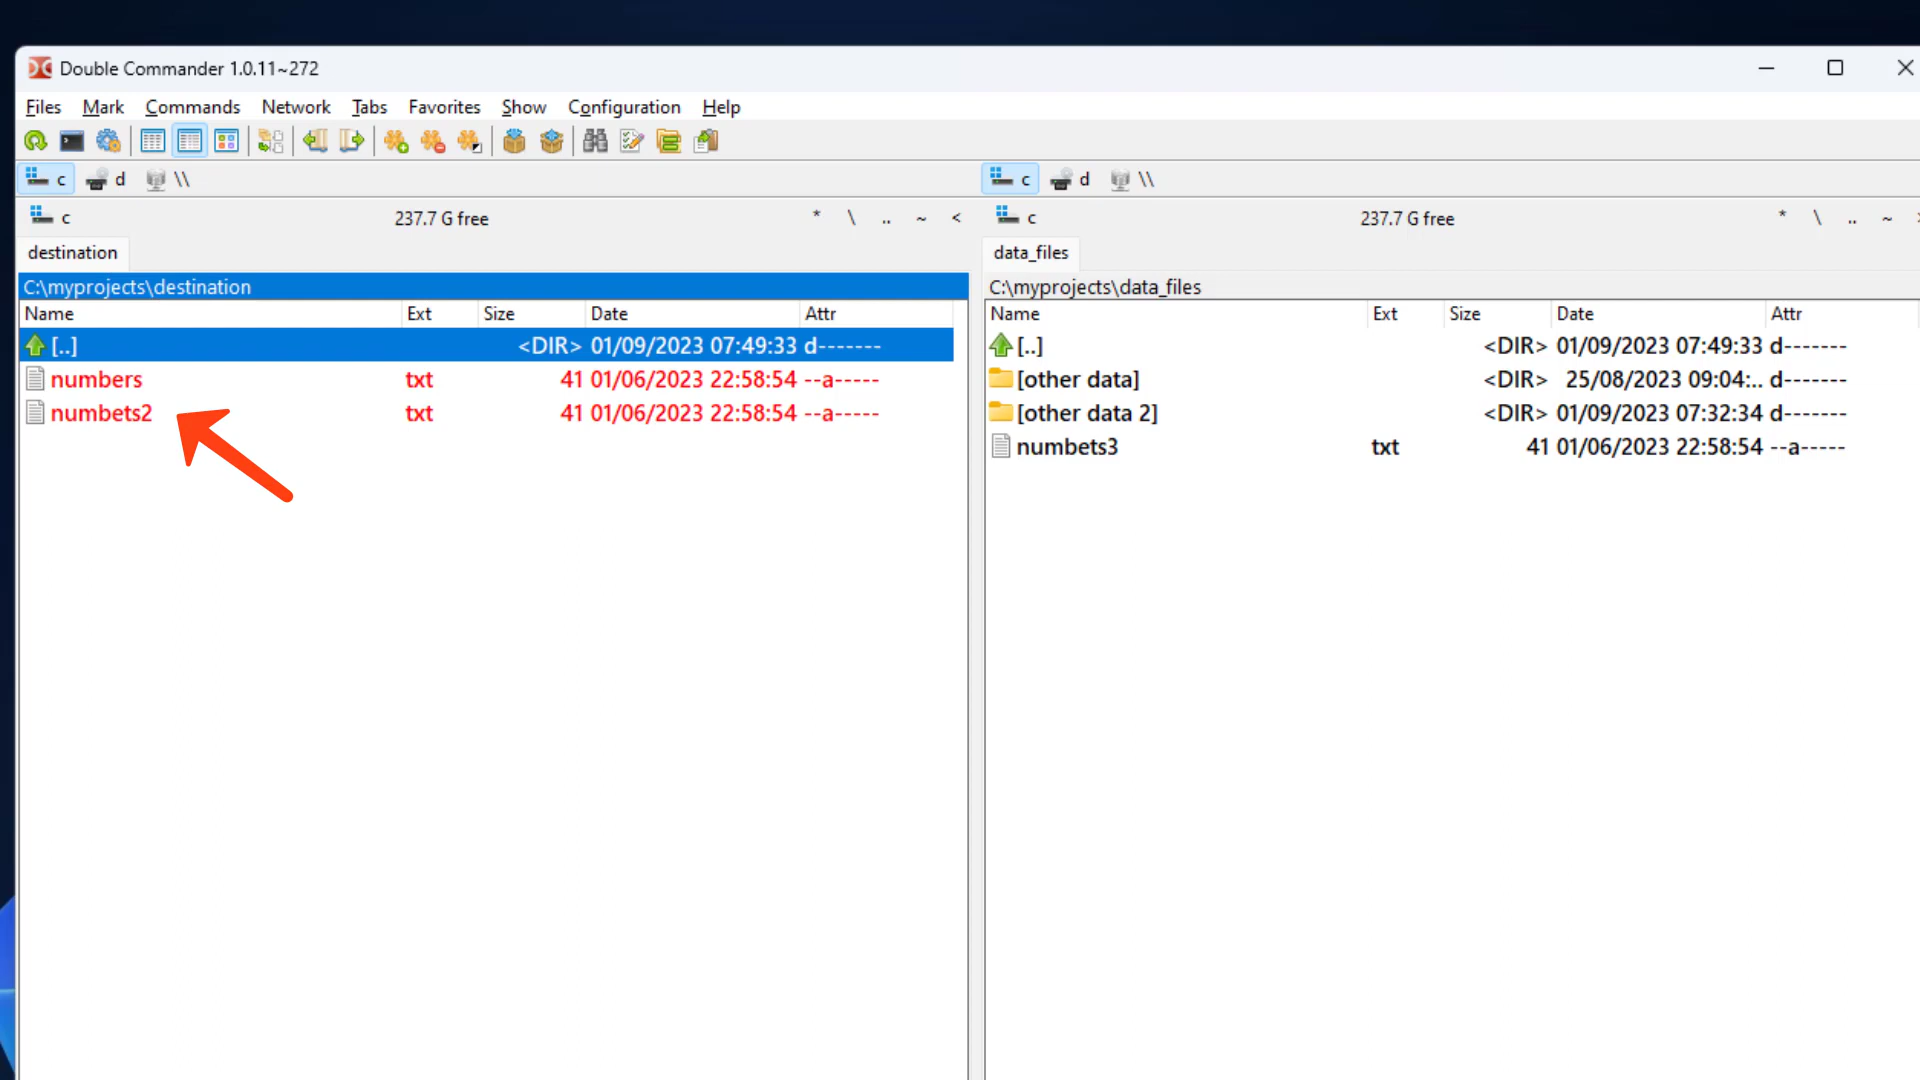 Double Commander 1.0.11~272
Files Mark Commands Network Tabs Favorites Show Configuration Help
c d \\
c d \\
c 237.7 G free * \ .. ~ <
c 237.7 G free * \ .. ~ >
destination
data_files
C:\myprojects\destination
Name Ext Size Date Attr
[..] <DIR> 01/09/2023 07:49:33 d-------
numbers txt 41 01/06/2023 22:58:54 --a-----
numbets2 txt 41 01/06/2023 22:58:54 --a-----
C:\myprojects\data_files
Name Ext Size Date Attr
[..] <DIR> 01/09/2023 07:49:33 d-------
[other data] <DIR> 25/08/2023 09:04:.. d-------
[other data 2] <DIR> 01/09/2023 07:32:34 d-------
numbets3 txt 41 01/06/2023 22:58:54 --a-----